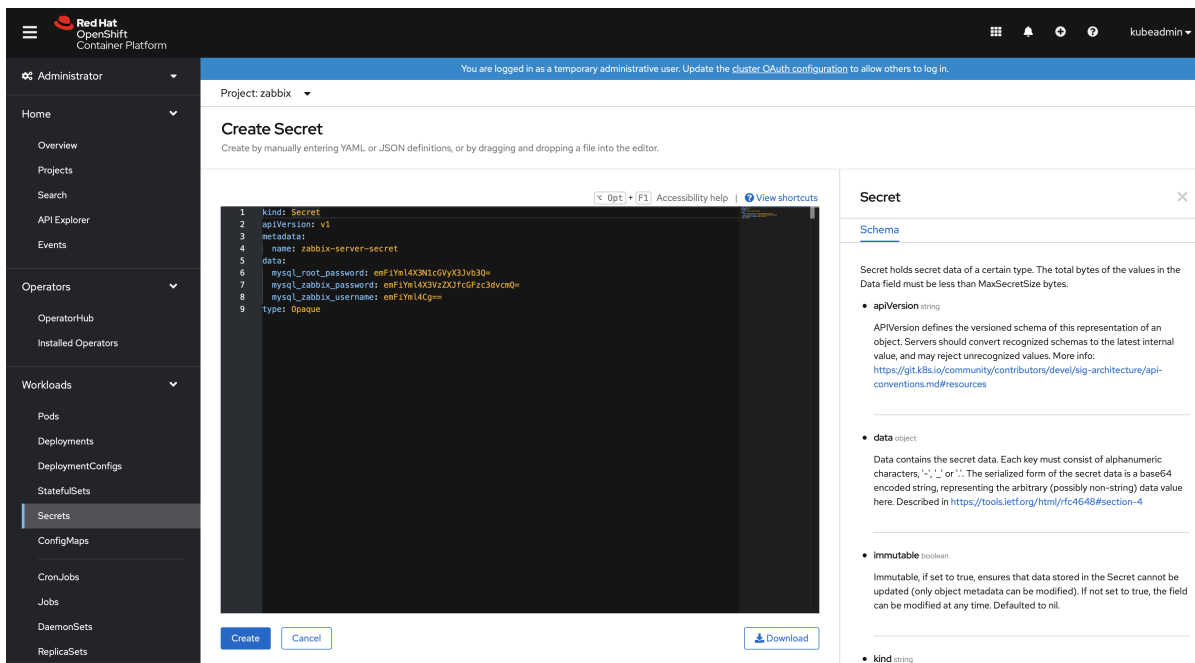 Red Hat
OpenShift
Container Platform
kubeadmin
Administrator
You are logged in as a temporary administrative user. Update the cluster OAuth configuration to allow others to log in.
Project: zabbix
Home
Overview
Projects
Search
API Explorer
Events
Operators
OperatorHub
Installed Operators
Workloads
Pods
Deployments
DeploymentConfigs
StatefulSets
Secrets
ConfigMaps
CronJobs
Jobs
DaemonSets
ReplicaSets
Create Secret
Create by manually entering YAML or JSON definitions, or by dragging and dropping a file into the editor.
⌥ Opt + F1 Accessibility help | View shortcuts
1 kind: Secret
2 apiVersion: v1
3 metadata:
4 name: zabbix-server-secret
5 data:
6 mysql_root_password: emFiYml4X3N1cGVyX3Jvb3Q=
7 mysql_zabbix_password: emFiYml4X3VzZXJfcGFzc3dvcmQ=
8 mysql_zabbix_username: emFiYml4Cg==
9 type: Opaque
Create
Cancel
Download
Secret
Schema
Secret holds secret data of a certain type. The total bytes of the values in the
Data field must be less than MaxSecretSize bytes.
• apiVersion string
APIVersion defines the versioned schema of this representation of an
object. Servers should convert recognized schemas to the latest internal
value, and may reject unrecognized values. More info:
https://git.k8s.io/community/contributors/devel/sig-architecture/api-
conventions.md#resources
• data object
Data contains the secret data. Each key must consist of alphanumeric
characters, '-', '_' or '.'. The serialized form of the secret data is a base64
encoded string, representing the arbitrary (possibly non-string) data value
here. Described in https://tools.ietf.org/html/rfc4648#section-4
• immutable boolean
Immutable, if set to true, ensures that data stored in the Secret cannot be
updated (only object metadata can be modified). If not set to true, the field
can be modified at any time. Defaulted to nil.
• kind string